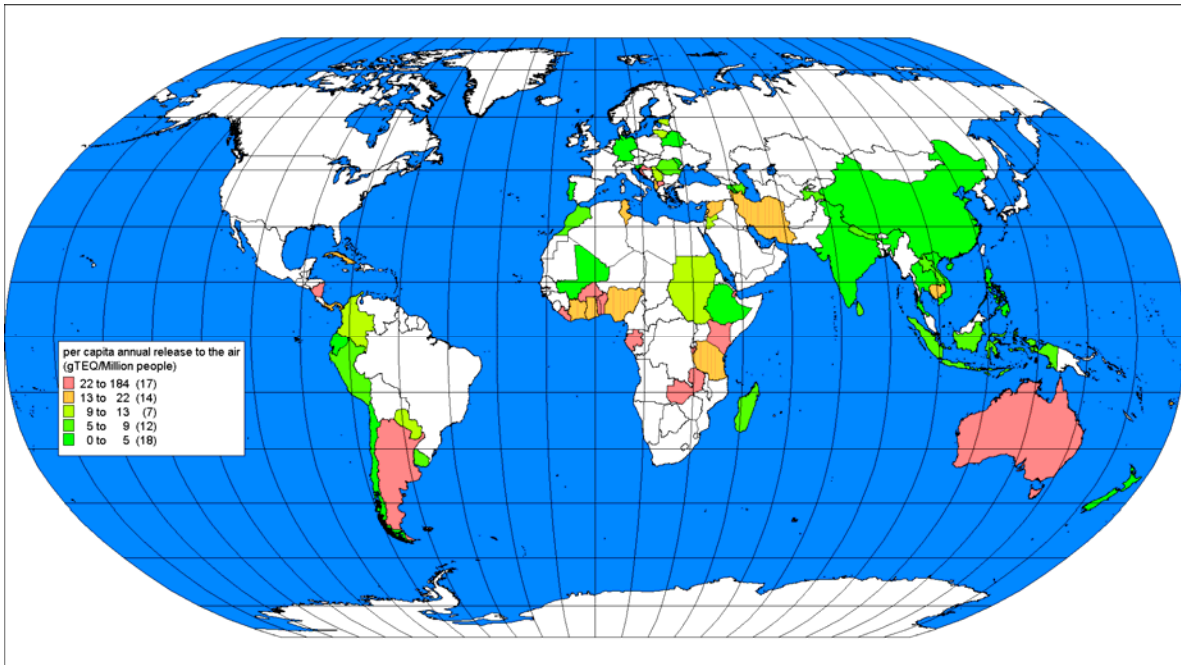 per capita annual release to the air
(gTEQ/Million people)
22 to 184 (17)
13 to 22 (14)
9 to 13 (7)
5 to 9 (12)
0 to 5 (18)